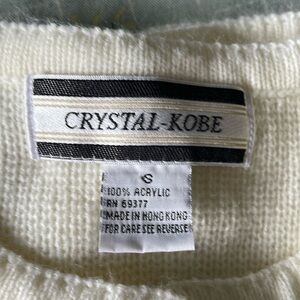 CRYSTAL-KOBE
S
100% ACRYLIC
RN 69377
MADE IN HONG KONG
FOR CARE SEE REVERSE